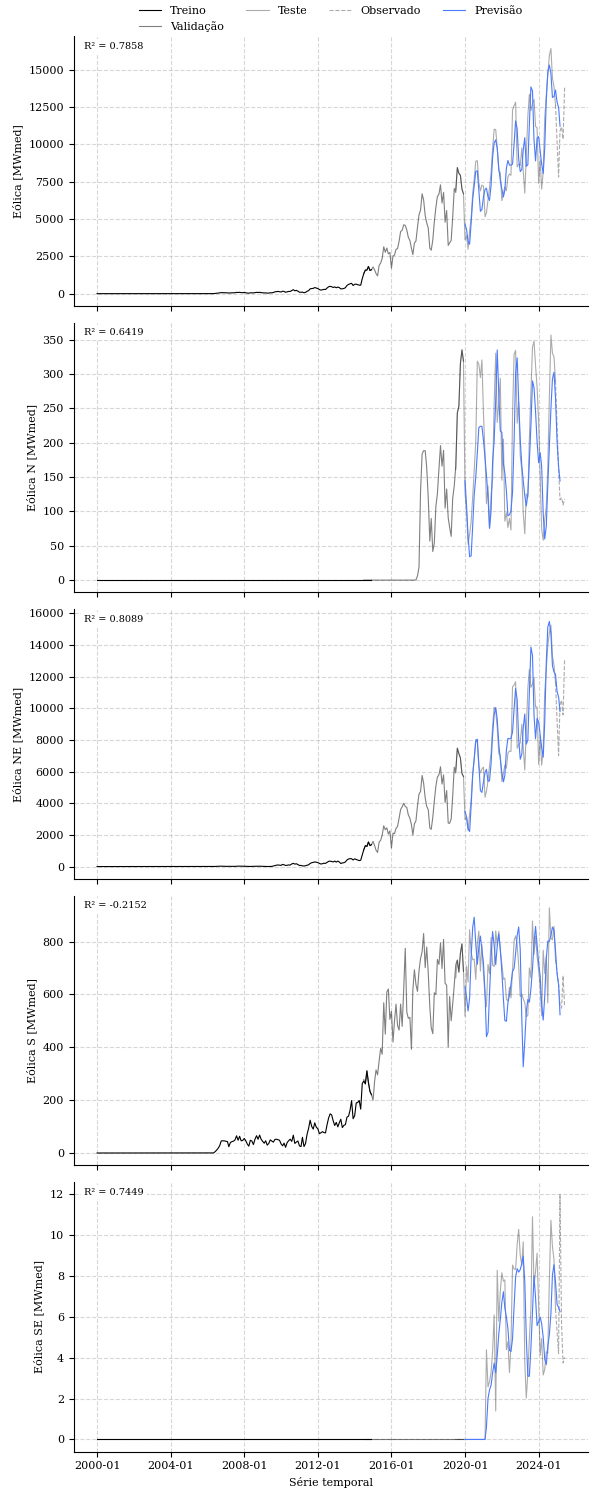 Treino
Validação
Teste
Observado
Previsão
R² = 0.7858
Eólica [MWmed]
15000
12500
10000
7500
5000
2500
0
R² = 0.6419
Eólica N [MWmed]
350
300
250
200
150
100
50
0
R² = 0.8089
Eólica NE [MWmed]
16000
14000
12000
10000
8000
6000
4000
2000
0
R² = -0.2152
Eólica S [MWmed]
800
600
400
200
0
R² = 0.7449
Eólica SE [MWmed]
12
10
8
6
4
2
0
2000-01 2004-01 2008-01 2012-01 2016-01 2020-01 2024-01
Série temporal